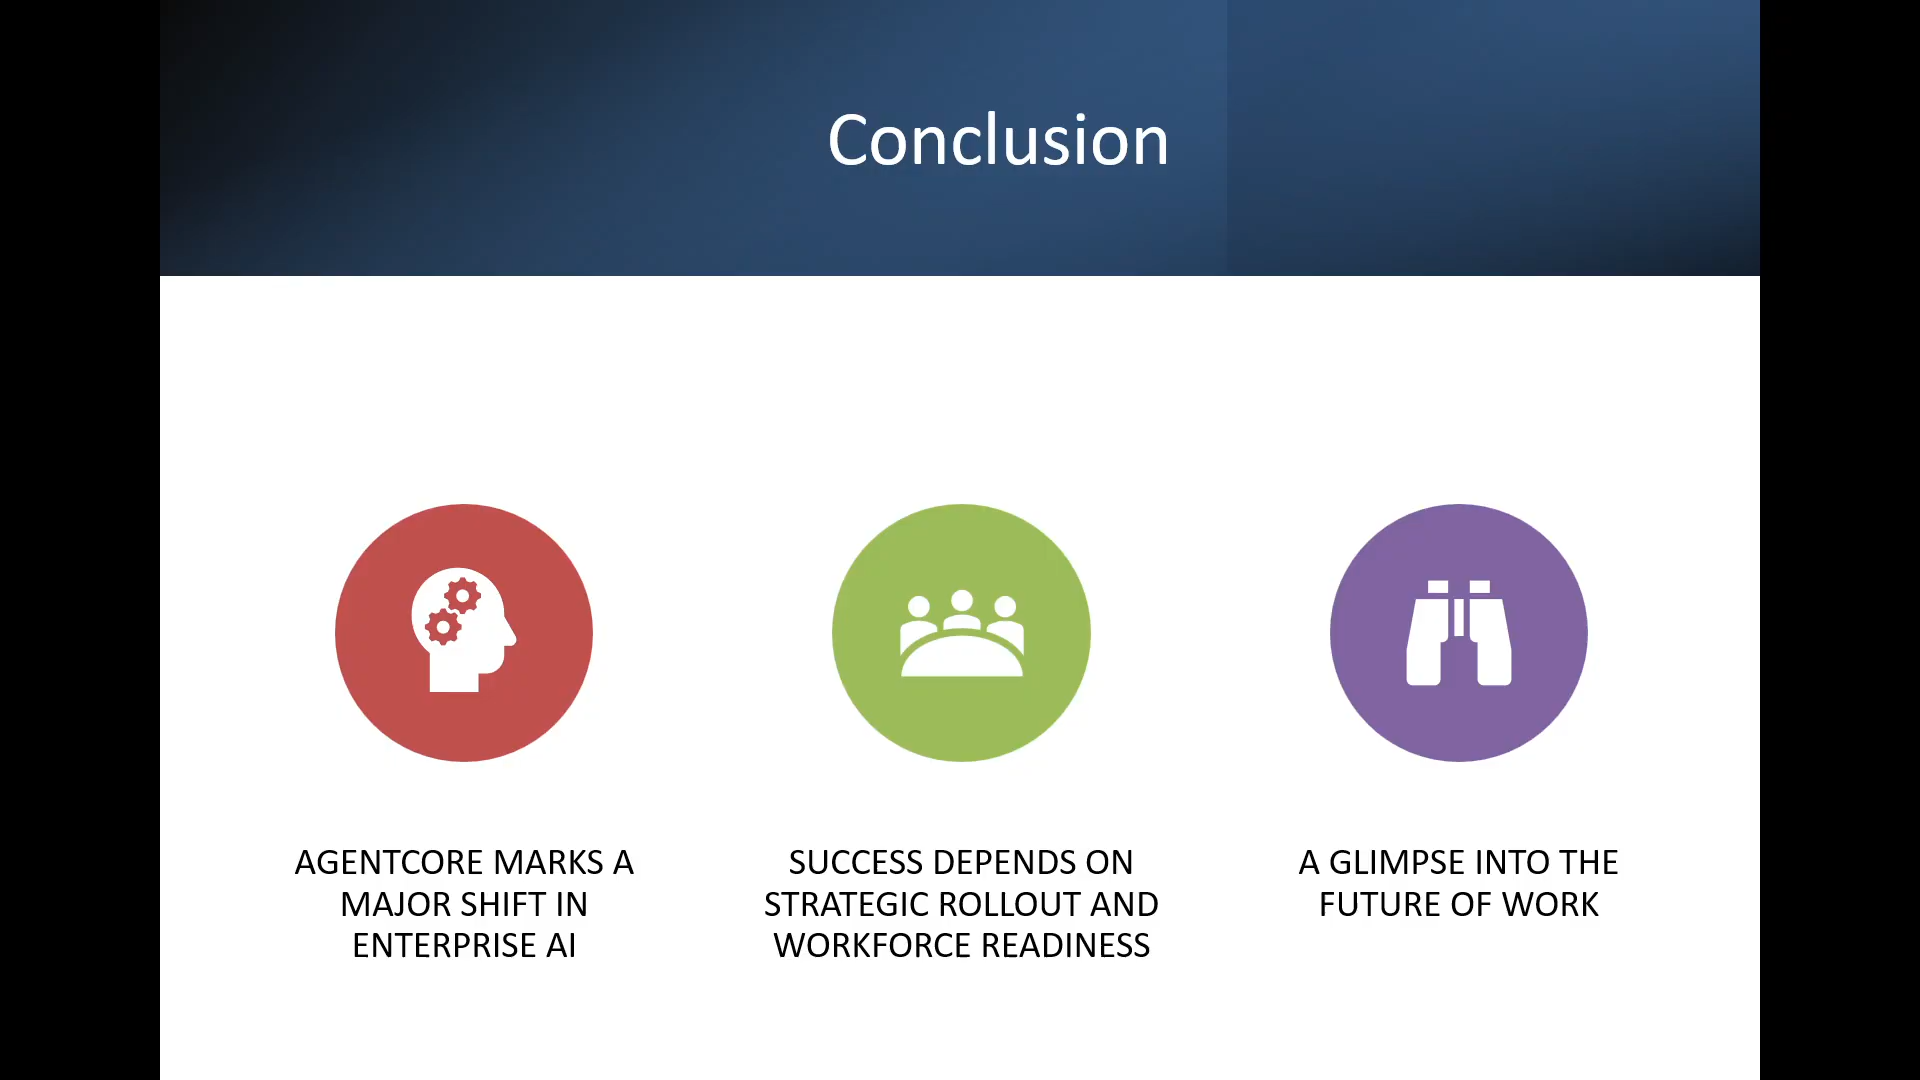 Conclusion
AGENTCORE MARKS A
MAJOR SHIFT IN
ENTERPRISE AI
SUCCESS DEPENDS ON
STRATEGIC ROLLOUT AND
WORKFORCE READINESS
A GLIMPSE INTO THE
FUTURE OF WORK